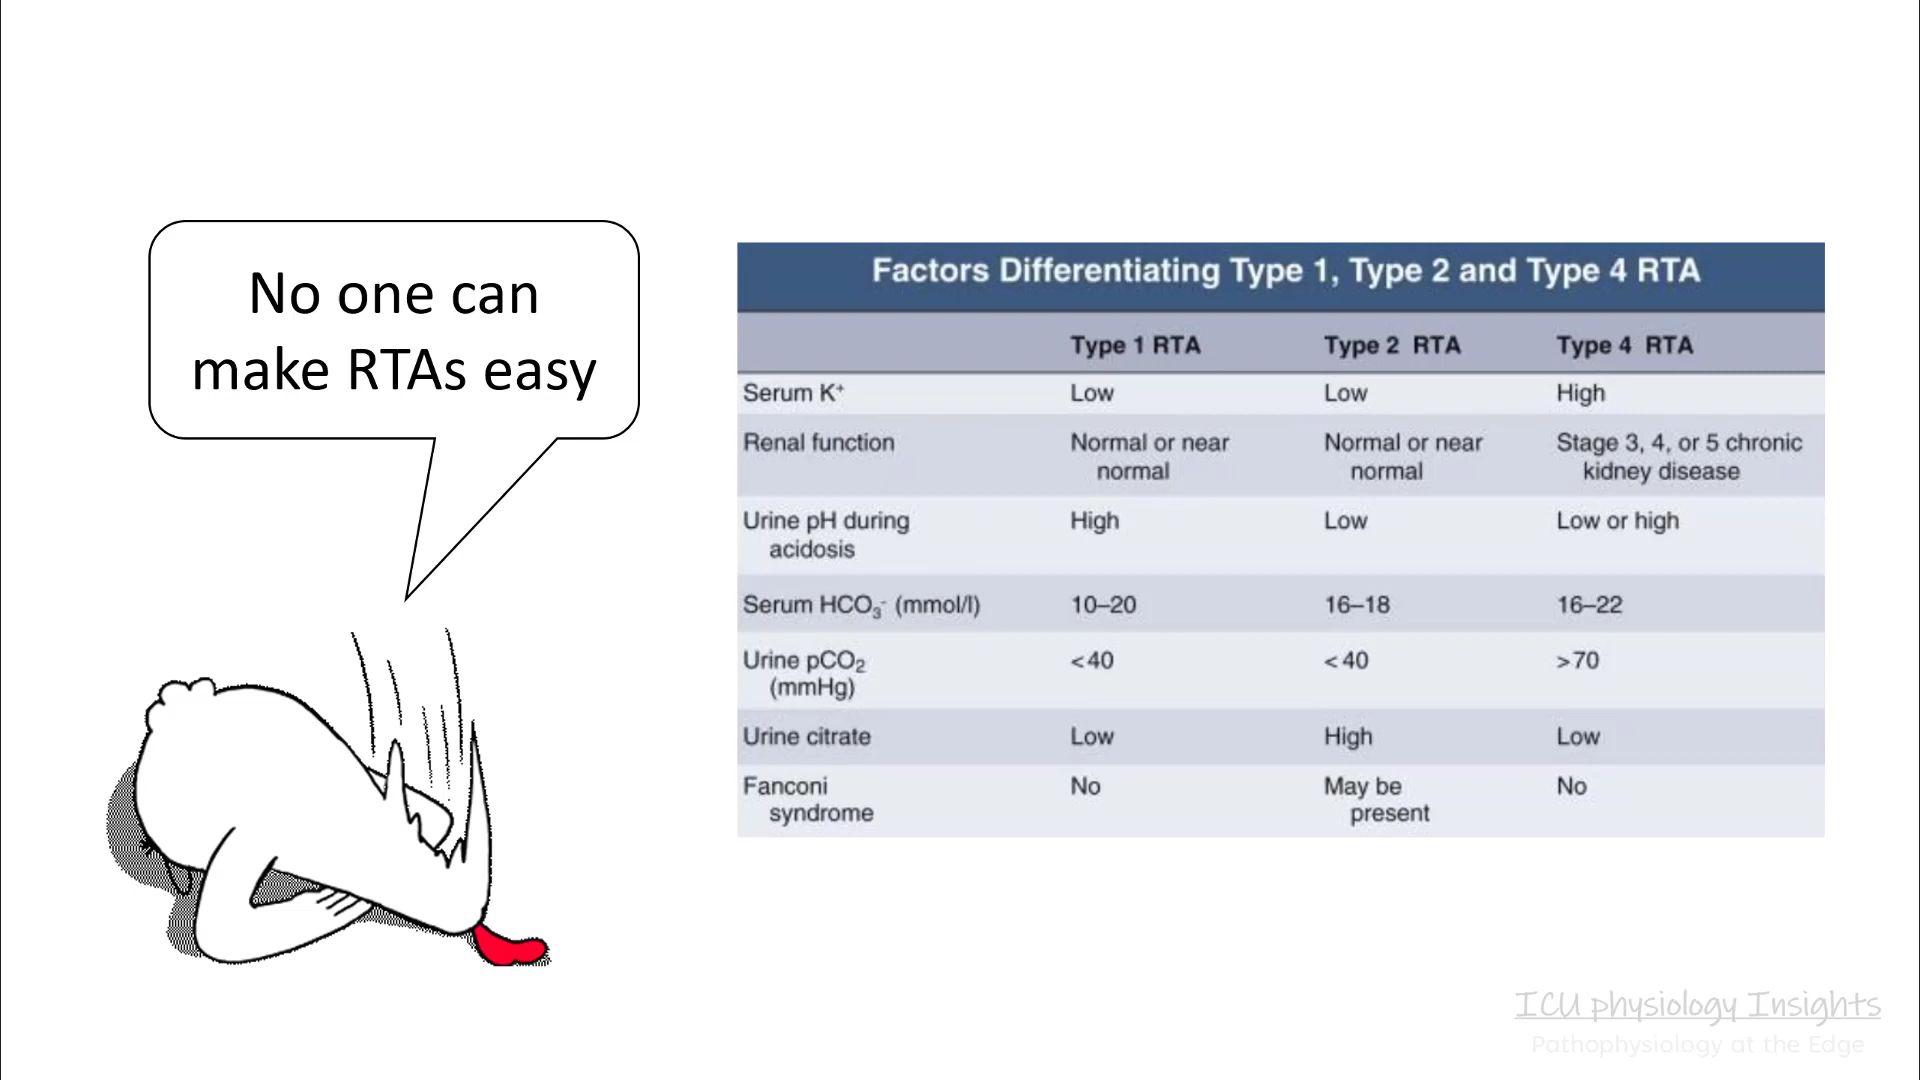 No one can
make RTAs easy
Factors Differentiating Type 1, Type 2 and Type 4 RTA
Type 1 RTA Type 2 RTA Type 4 RTA
Serum K⁺ Low Low High
Renal function Normal or near normal Normal or near normal Stage 3, 4, or 5 chronic kidney disease
Urine pH during acidosis High Low Low or high
Serum HCO₃⁻ (mmol/l) 10–20 16–18 16–22
Urine pCO₂ (mmHg) <40 <40 >70
Urine citrate Low High Low
Fanconi syndrome No May be present No
ICU physiology Insights
Pathophysiology at the Edge